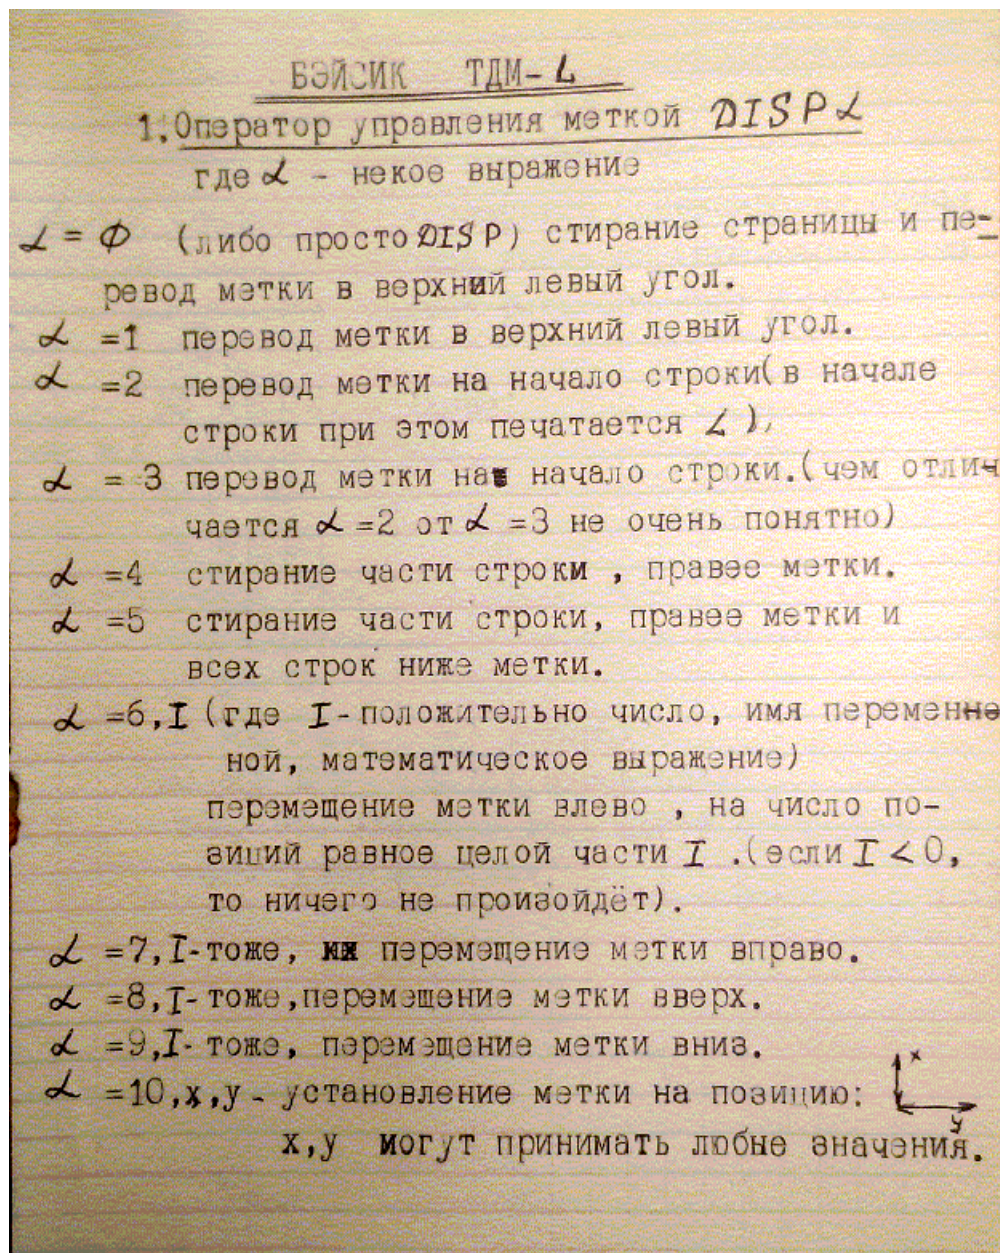 БЭЙСИК ТДМ-L
1. Оператор управления меткой DISP α
где α - некое выражение
α = Ф (либо просто DISP) стирание страницы и пе-
ревод метки в верхний левый угол.
α =1 перевод метки в верхний левый угол.
α =2 перевод метки на начало строки(в начале
строки при этом печатается ∠ ),
α = 3 перевод метки на начало строки.(чем отлич
чается α =2 от α =3 не очень понятно)
α =4 стирание части строки , правее метки.
α =5 стирание части строки, правее метки и
всех строк ниже метки.
α =6,I (где I-положительно число, имя переменне
ной, математическое выражение)
перемещение метки влево , на число по-
зиций равное целой части I .(если I < 0,
то ничего не произойдёт).
α =7,I-тоже, перемещение метки вправо.
α =8,I- тоже,перемещение метки вверх.
α =9,I- тоже, перемещение метки вниз.
α =10,x,y - установление метки на позицию:
x
y
x,y могут принимать любые значения.